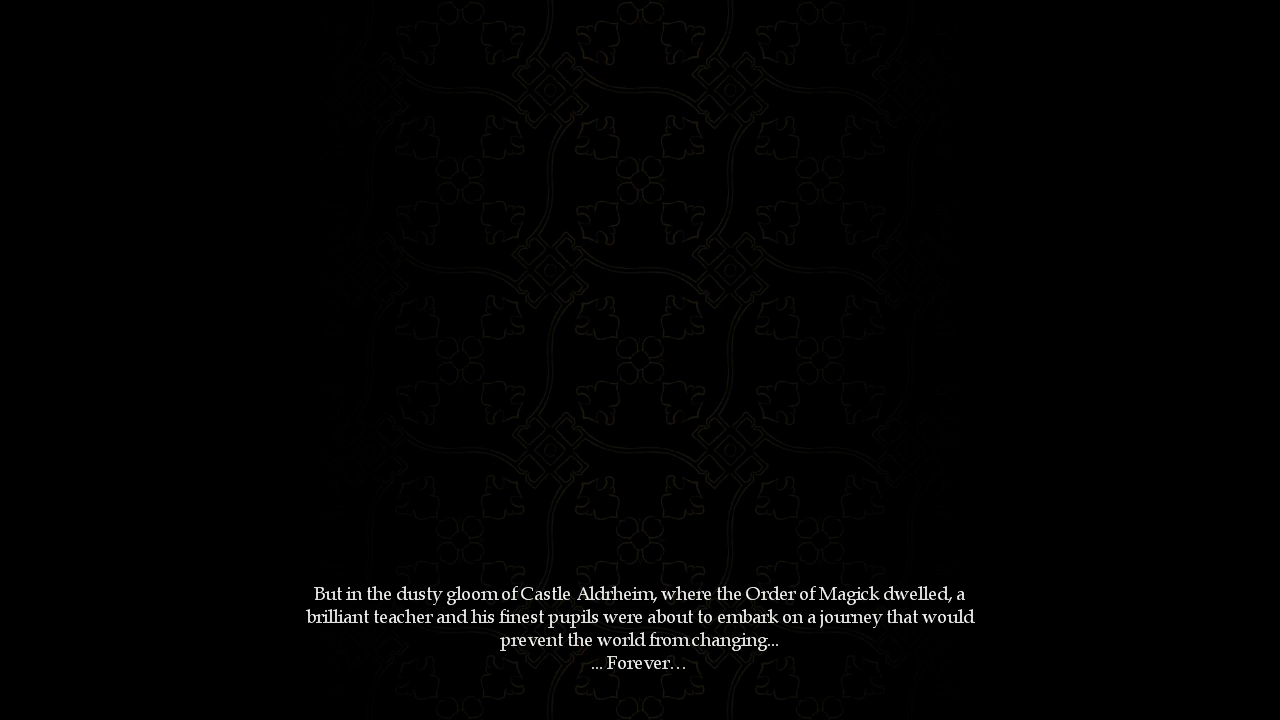 But in the dusty gloom of Castle Aldrheim, where the Order of Magick dwelled, a
brilliant teacher and his finest pupils were about to embark on a journey that would
prevent the world from changing...
... Forever...